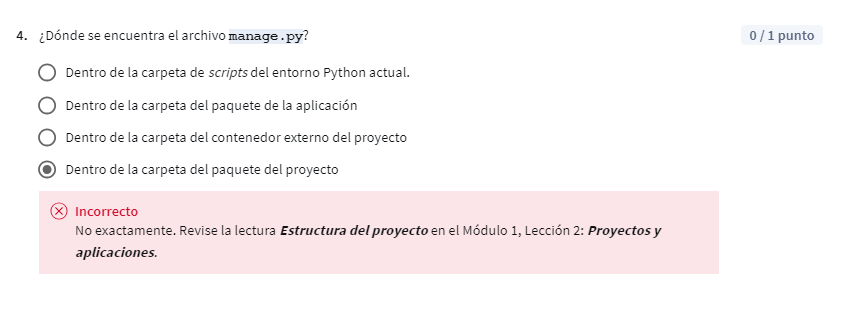 4. ¿Dónde se encuentra el archivo manage.py? 0 / 1 punto
Dentro de la carpeta de scripts del entorno Python actual.
Dentro de la carpeta del paquete de la aplicación
Dentro de la carpeta del contenedor externo del proyecto
Dentro de la carpeta del paquete del proyecto
Incorrecto
No exactamente. Revise la lectura Estructura del proyecto en el Módulo 1, Lección 2: Proyectos y
aplicaciones.